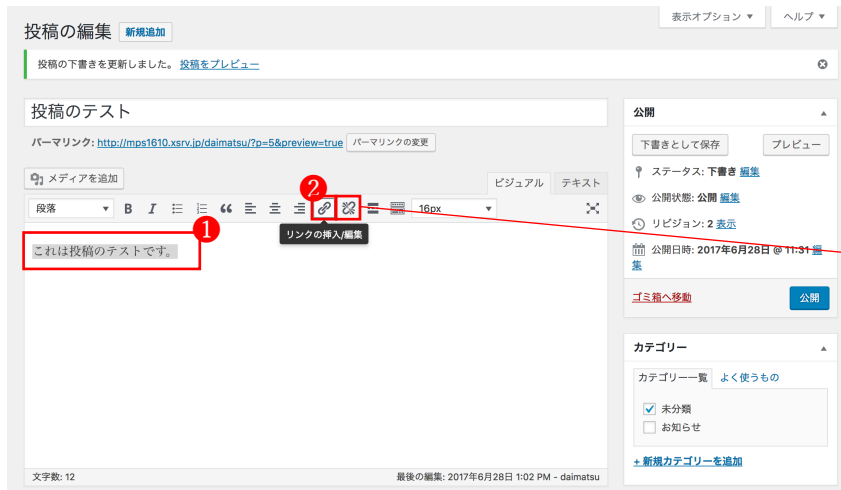 表示オプション ▼ ヘルプ ▼
投稿の編集 新規追加
投稿の下書きを更新しました。 投稿をプレビュー
投稿のテスト
パーマリンク: http://mps1610.xsrv.jp/daimatsu/?p=5&preview=true パーマリンクの変更
メディアを追加
ビジュアル テキスト
2
段落 ▼ B I 16px ▼
リンクの挿入/編集
1
これは投稿のテストです。
文字数: 12 最後の編集: 2017年6月28日 1:02 PM – daimatsu
公開
下書きとして保存 プレビュー
ステータス: 下書き 編集
公開状態: 公開 編集
リビジョン: 2 表示
公開日時: 2017年6月28日 @ 11:31 編
集
ゴミ箱へ移動 公開
カテゴリー
カテゴリー一覧 よく使うもの
未分類
お知らせ
+ 新規カテゴリーを追加